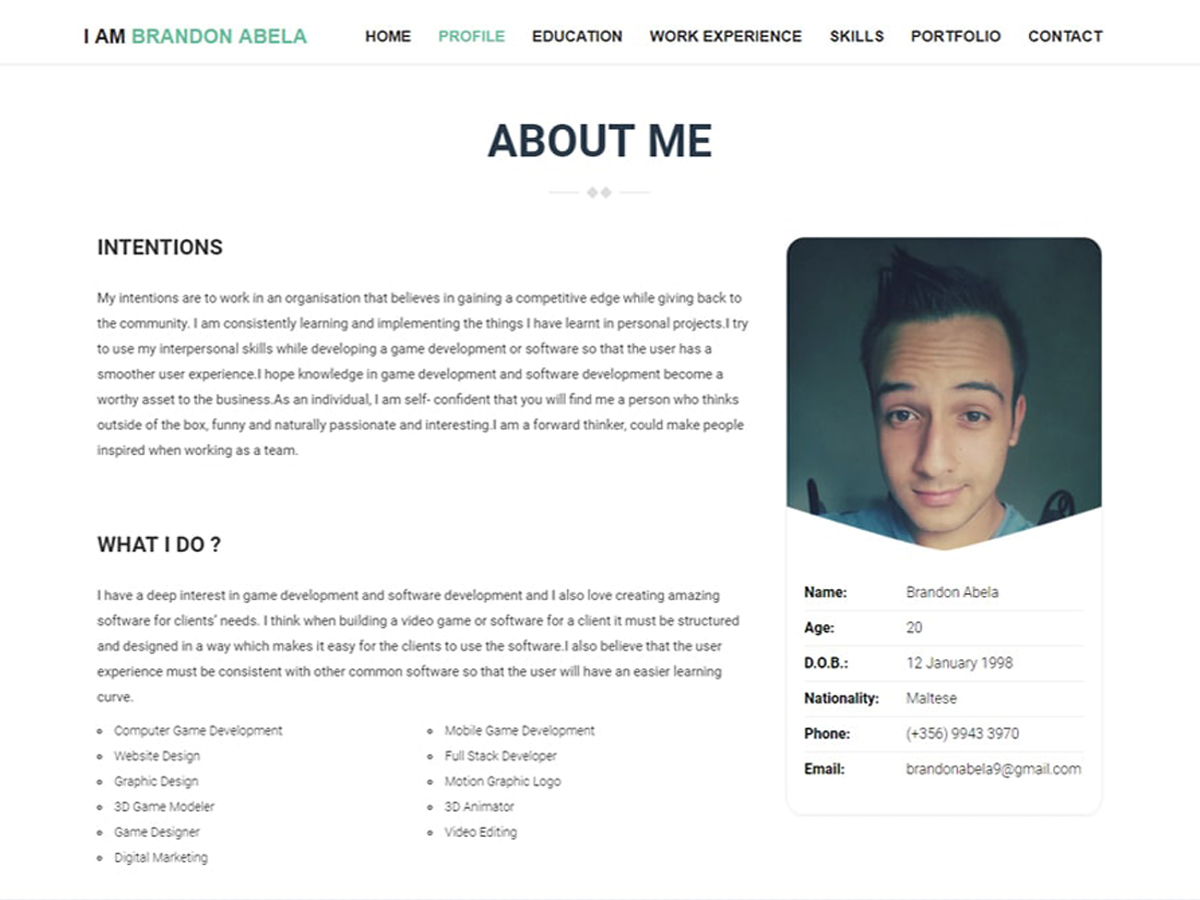 I AM BRANDON ABELA HOME PROFILE EDUCATION WORK EXPERIENCE SKILLS PORTFOLIO CONTACT
ABOUT ME
INTENTIONS
My intentions are to work in an organisation that believes in gaining a competitive edge while giving back to
the community. I am consistently learning and implementing the things I have learnt in personal projects.I try
to use my interpersonal skills while developing a game development or software so that the user has a
smoother user experience.I hope knowledge in game development and software development become a
worthy asset to the business.As an individual, I am self- confident that you will find me a person who thinks
outside of the box, funny and naturally passionate and interesting.I am a forward thinker, could make people
inspired when working as a team.
WHAT I DO ?
I have a deep interest in game development and software development and I also love creating amazing
software for clients' needs. I think when building a video game or software for a client it must be structured
and designed in a way which makes it easy for the clients to use the software.I also believe that the user
experience must be consistent with other common software so that the user will have an easier learning
curve.
Computer Game Development
Website Design
Graphic Design
3D Game Modeler
Game Designer
Digital Marketing
Mobile Game Development
Full Stack Developer
Motion Graphic Logo
3D Animator
Video Editing
Name: Brandon Abela
Age: 20
D.O.B.: 12 January 1998
Nationality: Maltese
Phone: (+356) 9943 3970
Email: brandonabela9@gmail.com